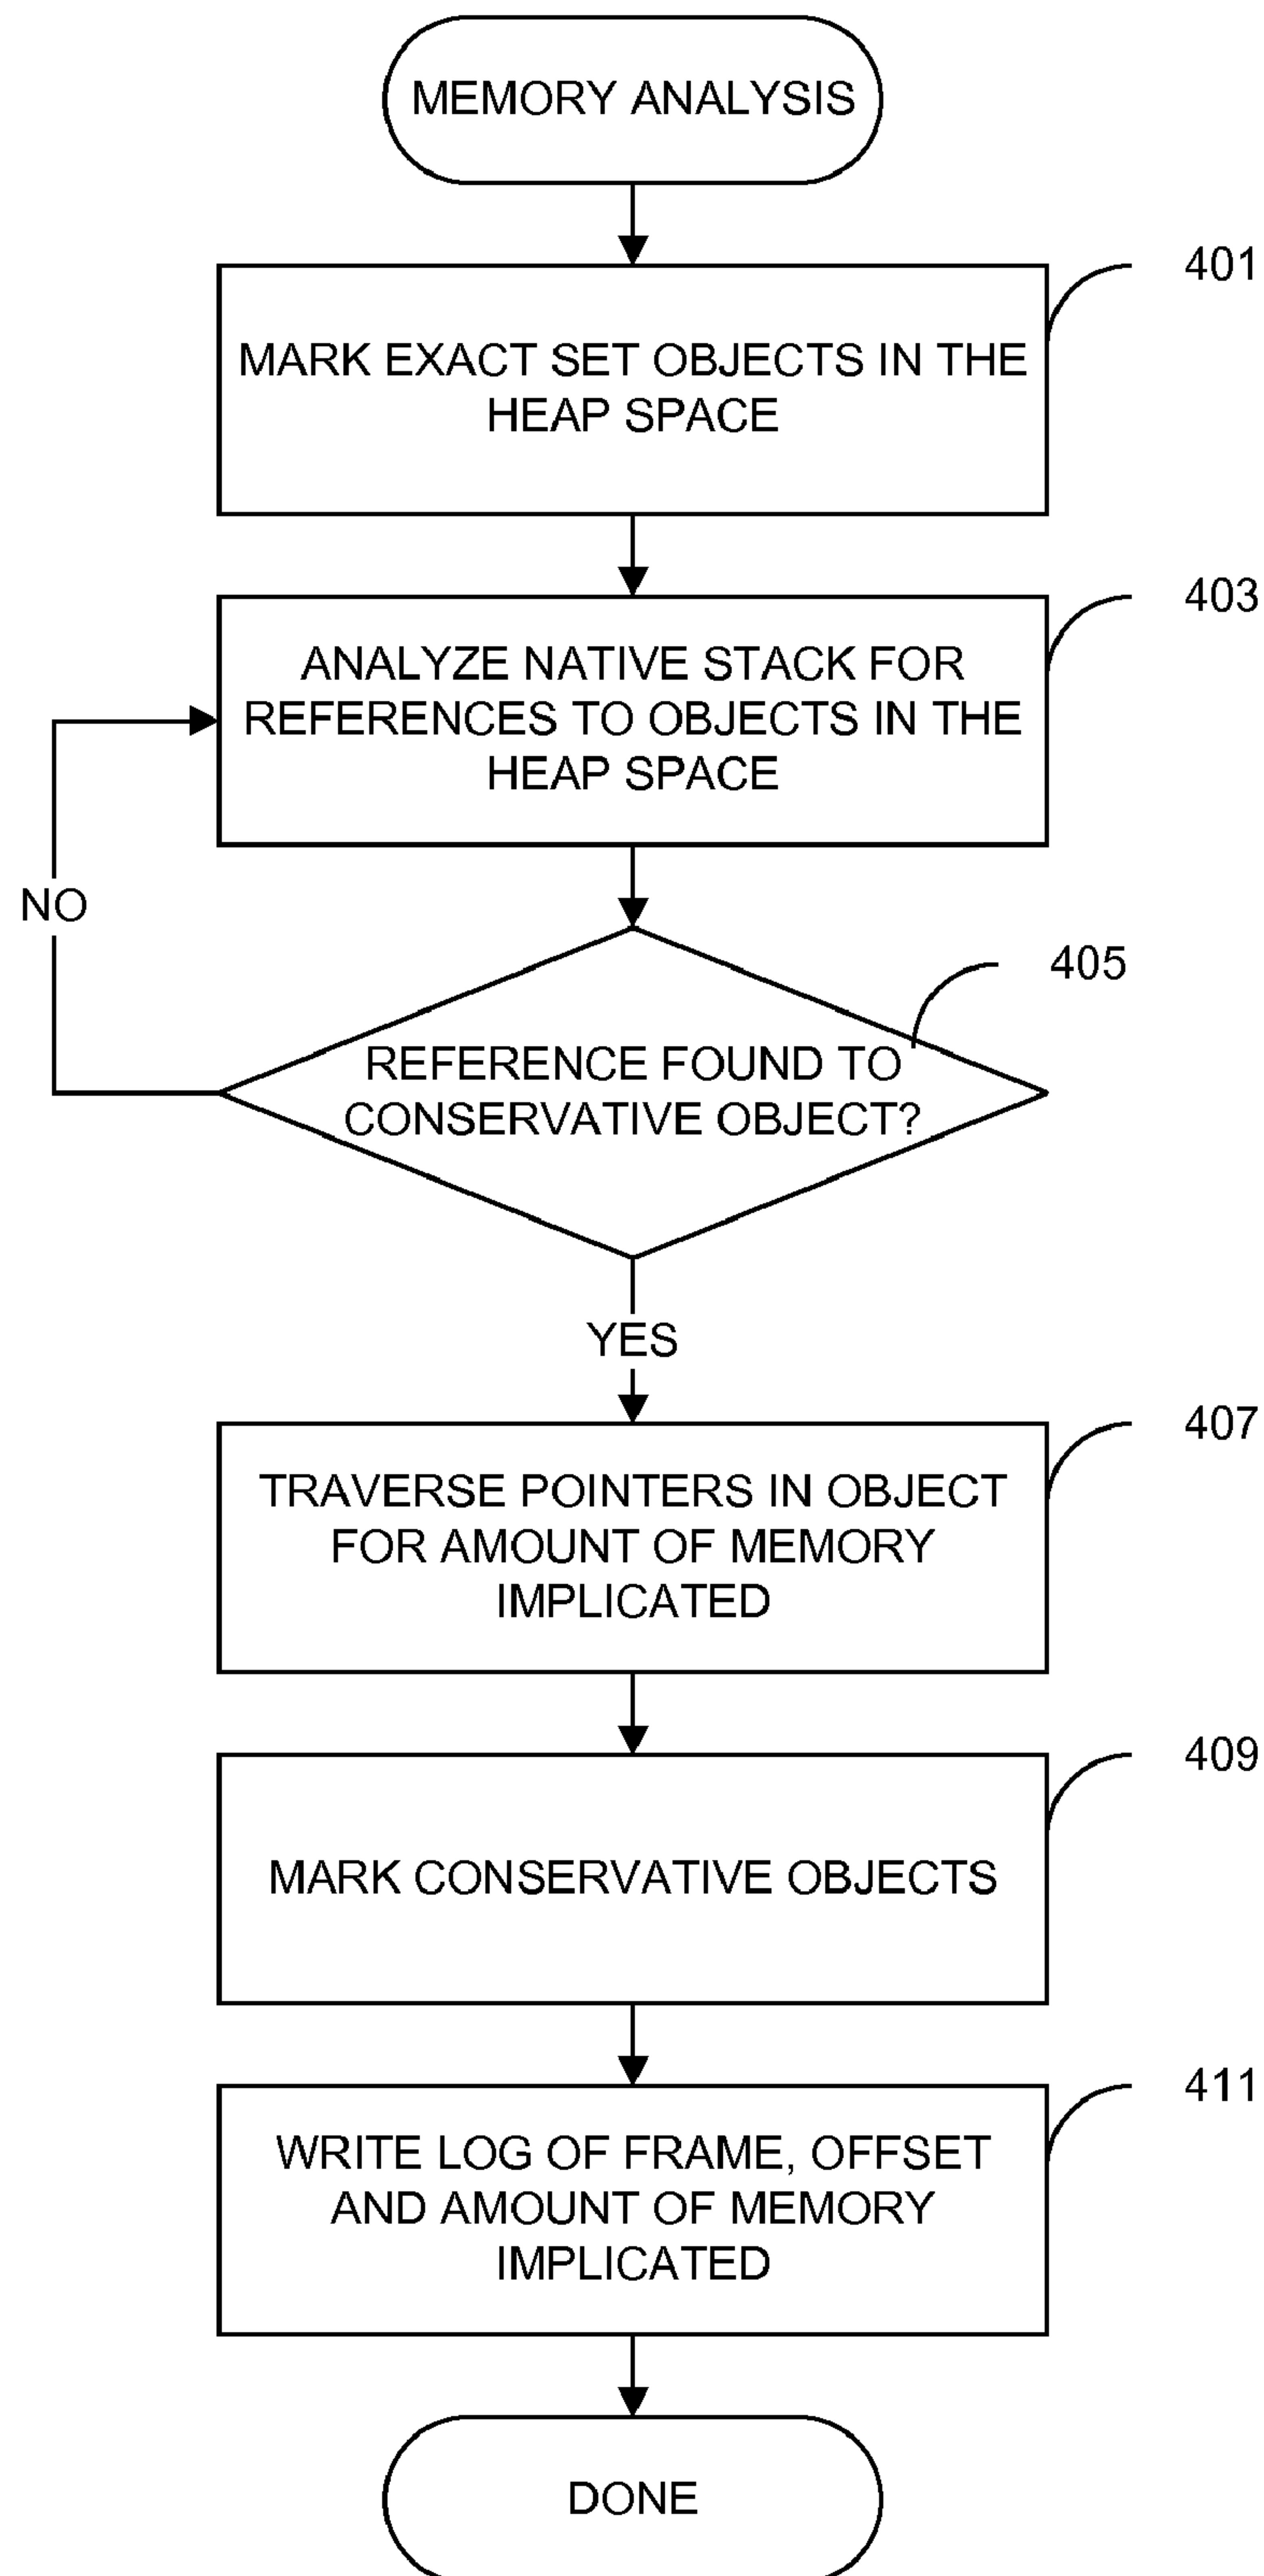 MEMORY ANALYSIS
401
MARK EXACT SET OBJECTS IN THE
HEAP SPACE
403
ANALYZE NATIVE STACK FOR
REFERENCES TO OBJECTS IN THE
HEAP SPACE
NO
405
REFERENCE FOUND TO
CONSERVATIVE OBJECT?
YES
407
TRAVERSE POINTERS IN OBJECT
FOR AMOUNT OF MEMORY
IMPLICATED
409
MARK CONSERVATIVE OBJECTS
411
WRITE LOG OF FRAME, OFFSET
AND AMOUNT OF MEMORY
IMPLICATED
DONE